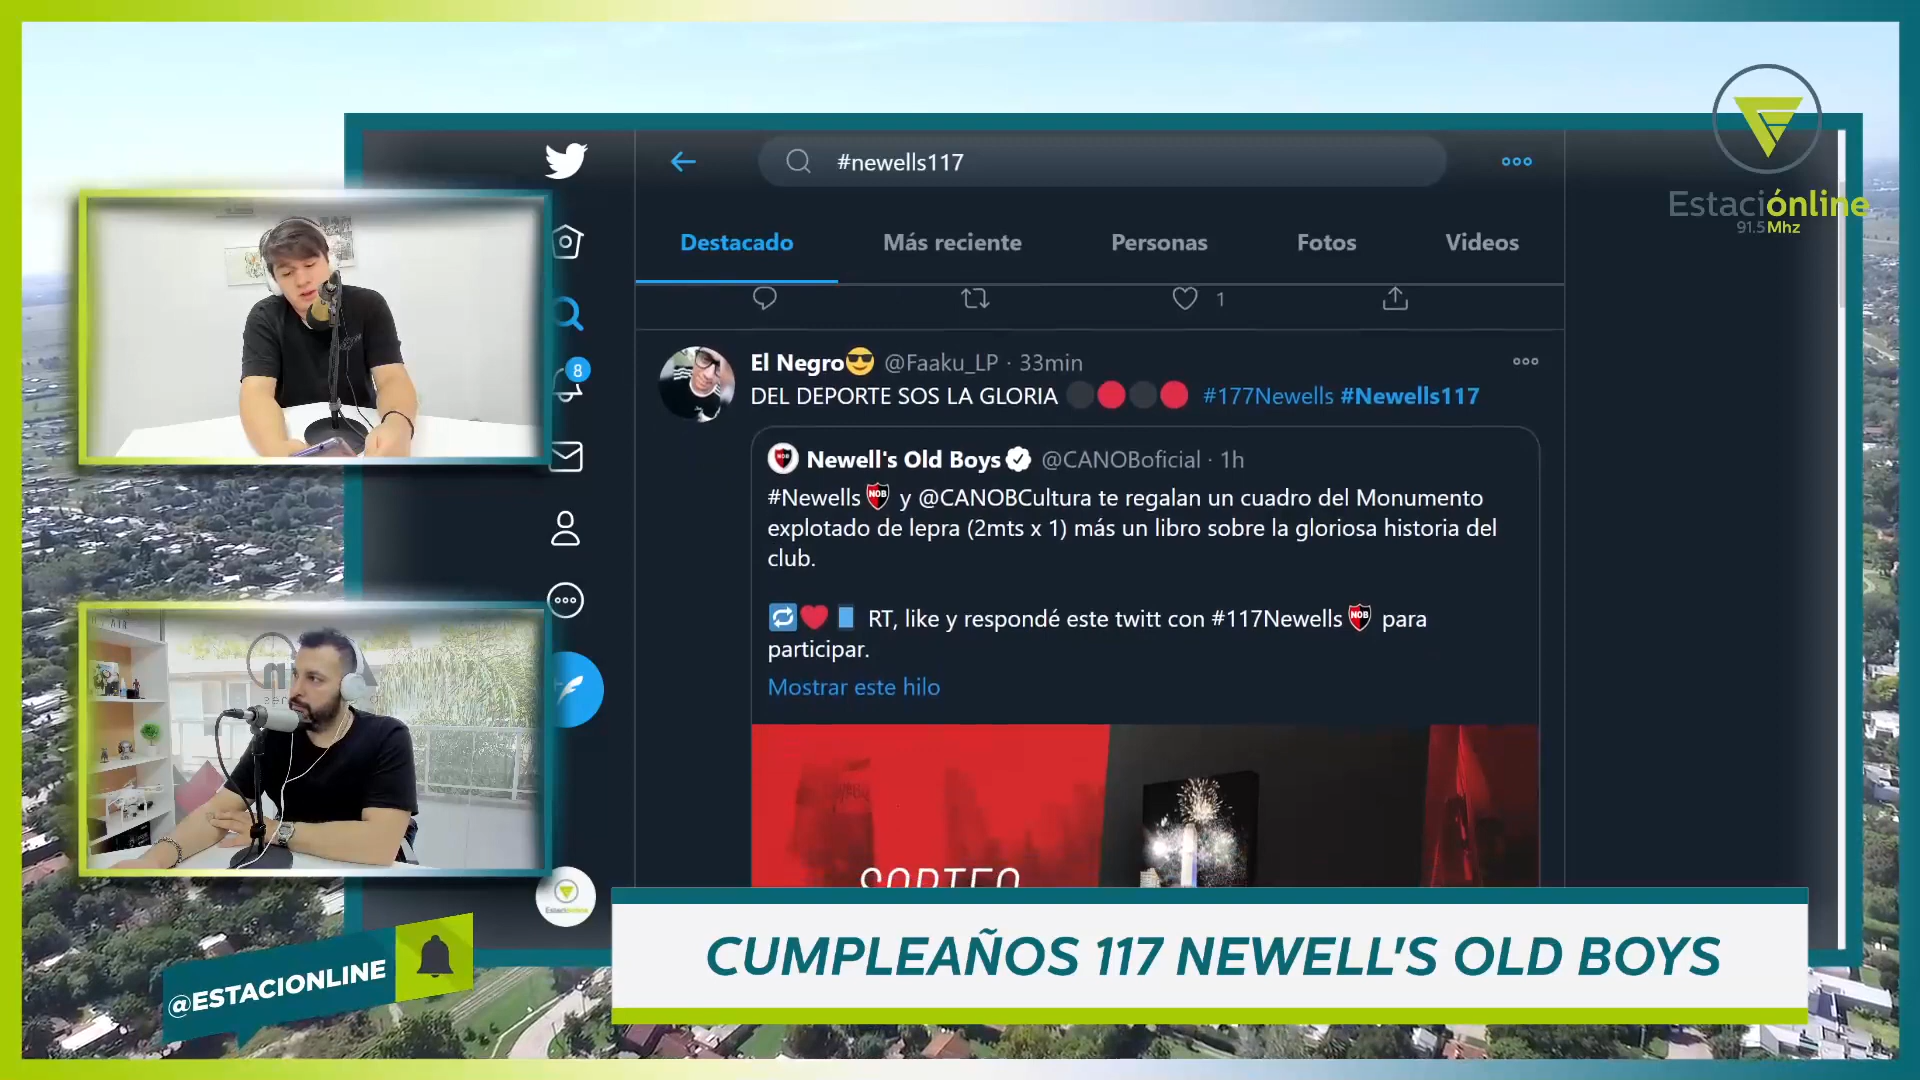 #newells117
Destacado
Más reciente
Personas
Fotos
Videos
1
El Negro😎 @Faaku_LP · 33min
DEL DEPORTE SOS LA GLORIA ⚫🔴⚫🔴 #177Newells #Newells117
Newell's Old Boys @CANOBoficial · 1h
#Newells y @CANOBCultura te regalan un cuadro del Monumento
explotado de lepra (2mts x 1) más un libro sobre la gloriosa historia del
club.
RT, like y respondé este twitt con #117Newells para
participar.
Mostrar este hilo
SORTEO
8
Estaciónline
91.5 Mhz
@ESTACIONLINE
CUMPLEAÑOS 117 NEWELL'S OLD BOYS